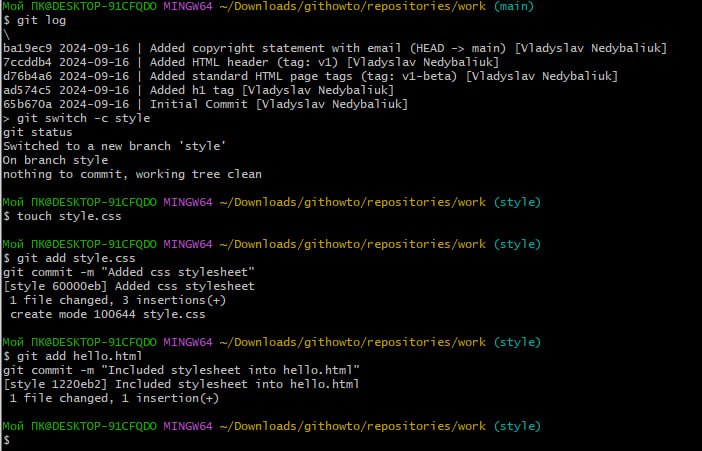 Мой ПК@DESKTOP-91CFQDO MINGW64 ~/Downloads/githowto/repositories/work (main)
$ git log
\
ba19ec9 2024-09-16 | Added copyright statement with email (HEAD -> main) [Vladyslav Nedybaliuk]
7ccddb4 2024-09-16 | Added HTML header (tag: v1) [Vladyslav Nedybaliuk]
d76b4a6 2024-09-16 | Added standard HTML page tags (tag: v1-beta) [Vladyslav Nedybaliuk]
ad574c5 2024-09-16 | Added h1 tag [Vladyslav Nedybaliuk]
65b670a 2024-09-16 | Initial Commit [Vladyslav Nedybaliuk]
> git switch -c style
git status
Switched to a new branch 'style'
On branch style
nothing to commit, working tree clean
Мой ПК@DESKTOP-91CFQDO MINGW64 ~/Downloads/githowto/repositories/work (style)
$ touch style.css
Мой ПК@DESKTOP-91CFQDO MINGW64 ~/Downloads/githowto/repositories/work (style)
$ git add style.css
git commit -m "Added css stylesheet"
[style 60000eb] Added css stylesheet
1 file changed, 3 insertions(+)
create mode 100644 style.css
Мой ПК@DESKTOP-91CFQDO MINGW64 ~/Downloads/githowto/repositories/work (style)
$ git add hello.html
git commit -m "Included stylesheet into hello.html"
[style 1220eb2] Included stylesheet into hello.html
1 file changed, 1 insertion(+)
Мой ПК@DESKTOP-91CFQDO MINGW64 ~/Downloads/githowto/repositories/work (style)
$